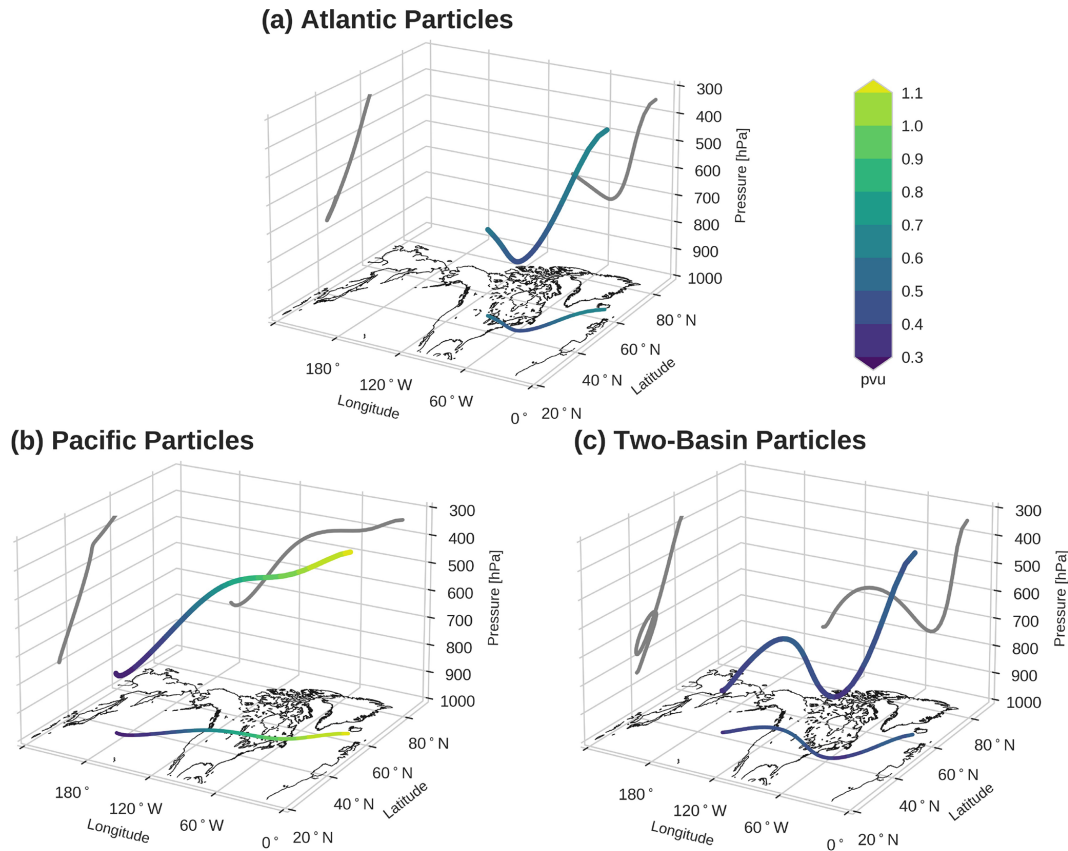 (a) Atlantic Particles
300
400
500
600
700
800
900
1000
Pressure [hPa]
80°N
60°N
40°N
20°N
Latitude
180°
120°W
60°W
0°
Longitude
1.1
1.0
0.9
0.8
0.7
0.6
0.5
0.4
0.3
pvu
(b) Pacific Particles
300
400
500
600
700
800
900
1000
Pressure [hPa]
80°N
60°N
40°N
20°N
Latitude
180°
120°W
60°W
0°
Longitude
(c) Two-Basin Particles
300
400
500
600
700
800
900
1000
Pressure [hPa]
80°N
60°N
40°N
20°N
Latitude
180°
120°W
60°W
0°
Longitude